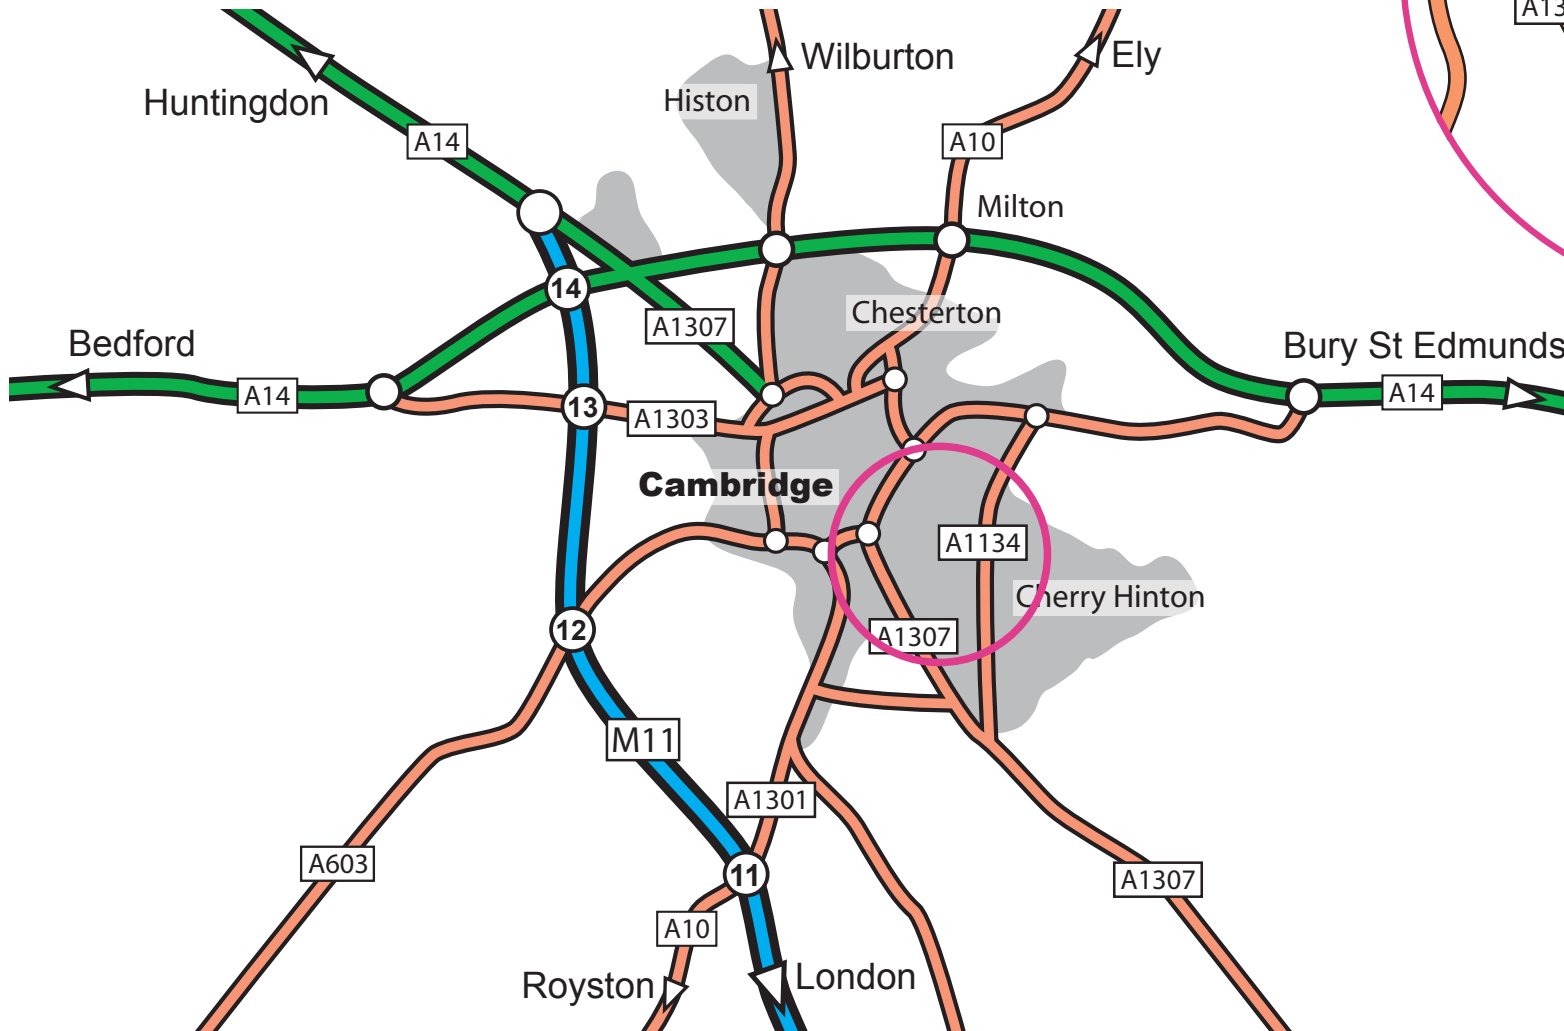 A13
Wilburton
Ely
Huntingdon
Histon
A14
A10
Milton
14
Chesterton
A1307
Bedford
Bury St Edmunds
A14
A14
13
A1303
Cambridge
A1134
Cherry Hinton
12
A1307
M11
A1301
A603
11
A1307
A10
Royston
London